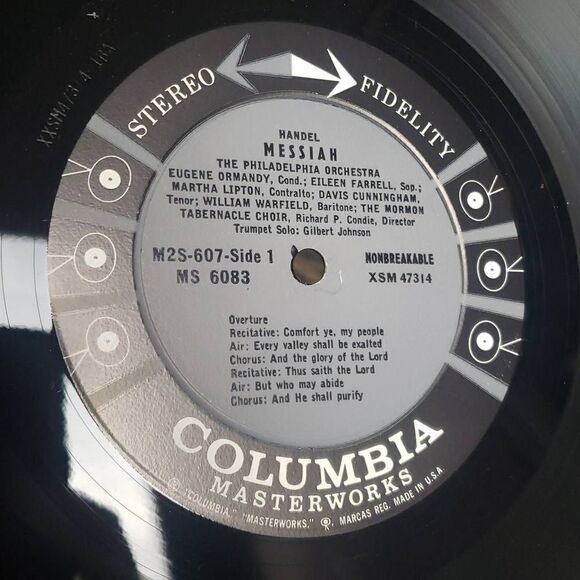 STEREO FIDELITY
HANDEL
MESSIAH
THE PHILADELPHIA ORCHESTRA
EUGENE ORMANDY, Cond.; EILEEN FARRELL, Sop.;
MARTHA LIPTON, Contralto; DAVIS CUNNINGHAM,
Tenor; WILLIAM WARFIELD, Baritone; THE MORMON
TABERNACLE CHOIR, Richard P. Condie, Director
Trumpet Solo: Gilbert Johnson
M2S-607-Side 1 NONBREAKABLE
MS 6083 XSM 47314
Overture
Recitative: Comfort ye, my people
Air: Every valley shall be exalted
Chorus: And the glory of the Lord
Recitative: Thus saith the Lord
Air: But who may abide
Chorus: And He shall purify
COLUMBIA
MASTERWORKS
"COLUMBIA," "MASTERWORKS," MARCAS REG. MADE IN U.S.A.